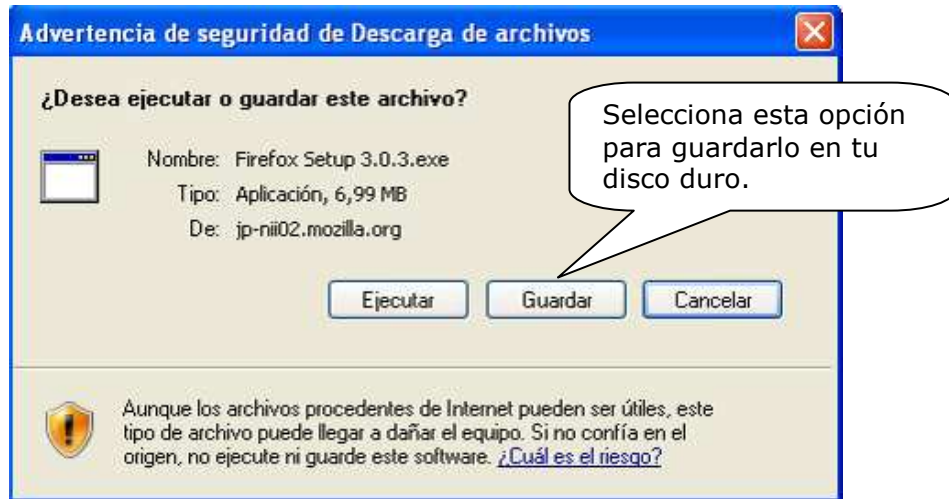 Advertencia de seguridad de Descarga de archivos
¿Desea ejecutar o guardar este archivo?
Selecciona esta opción
para guardarlo en tu
disco duro.
Nombre: Firefox Setup 3.0.3.exe
Tipo: Aplicación, 6,99 MB
De: jp-nii02.mozilla.org
Ejecutar Guardar Cancelar
Aunque los archivos procedentes de Internet pueden ser útiles, este
tipo de archivo puede llegar a dañar el equipo. Si no confía en el
origen, no ejecute ni guarde este software. ¿Cuál es el riesgo?